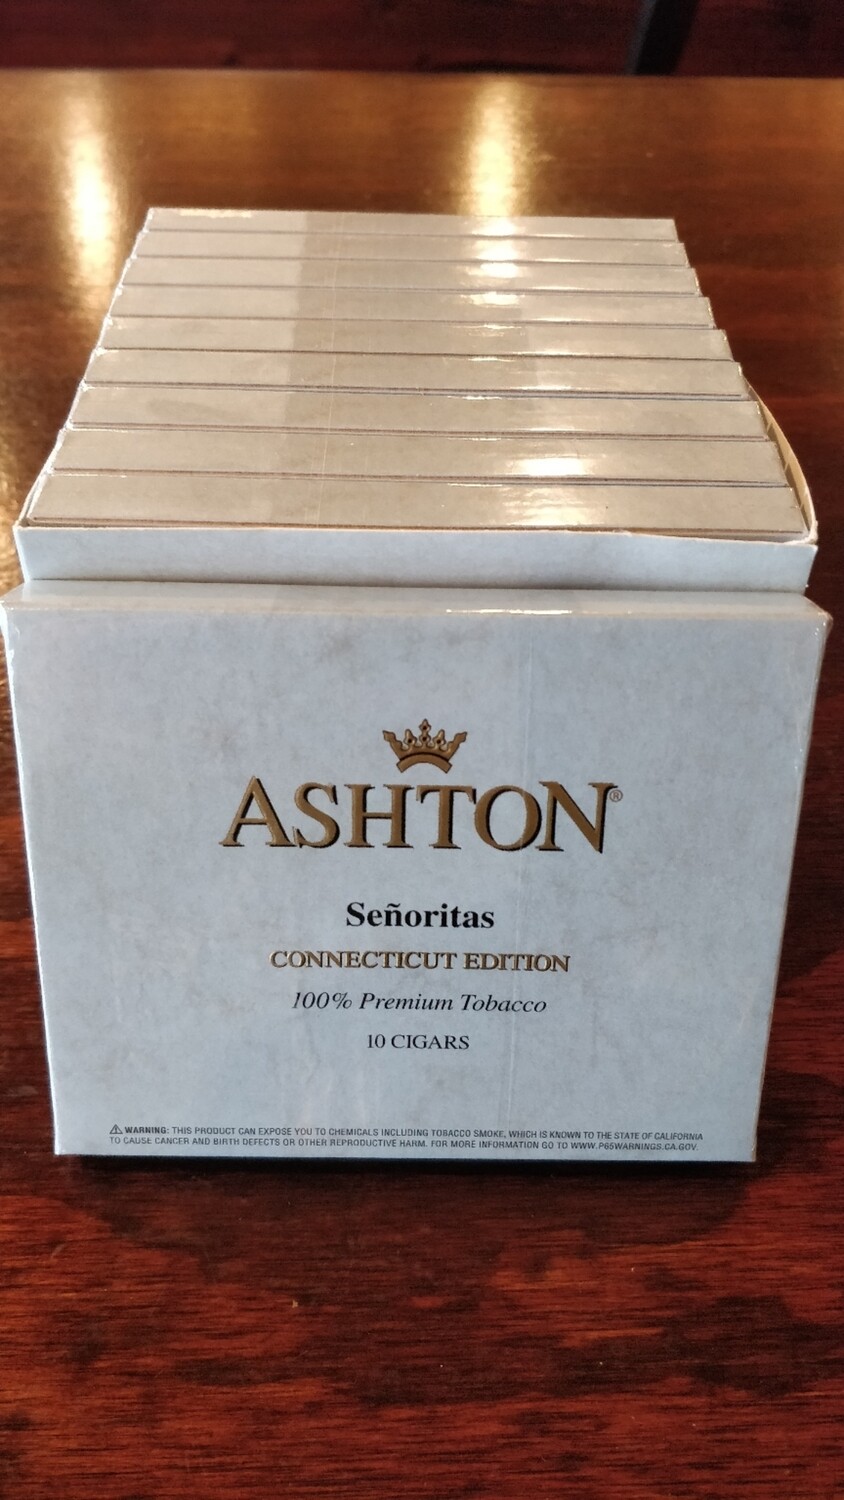 ASHTON®
Señoritas
CONNECTICUT EDITION
100% Premium Tobacco
10 CIGARS
⚠ WARNING: THIS PRODUCT CAN EXPOSE YOU TO CHEMICALS INCLUDING TOBACCO SMOKE, WHICH IS KNOWN TO THE STATE OF CALIFORNIA
TO CAUSE CANCER AND BIRTH DEFECTS OR OTHER REPRODUCTIVE HARM. FOR MORE INFORMATION GO TO WWW.P65WARNINGS.CA.GOV.